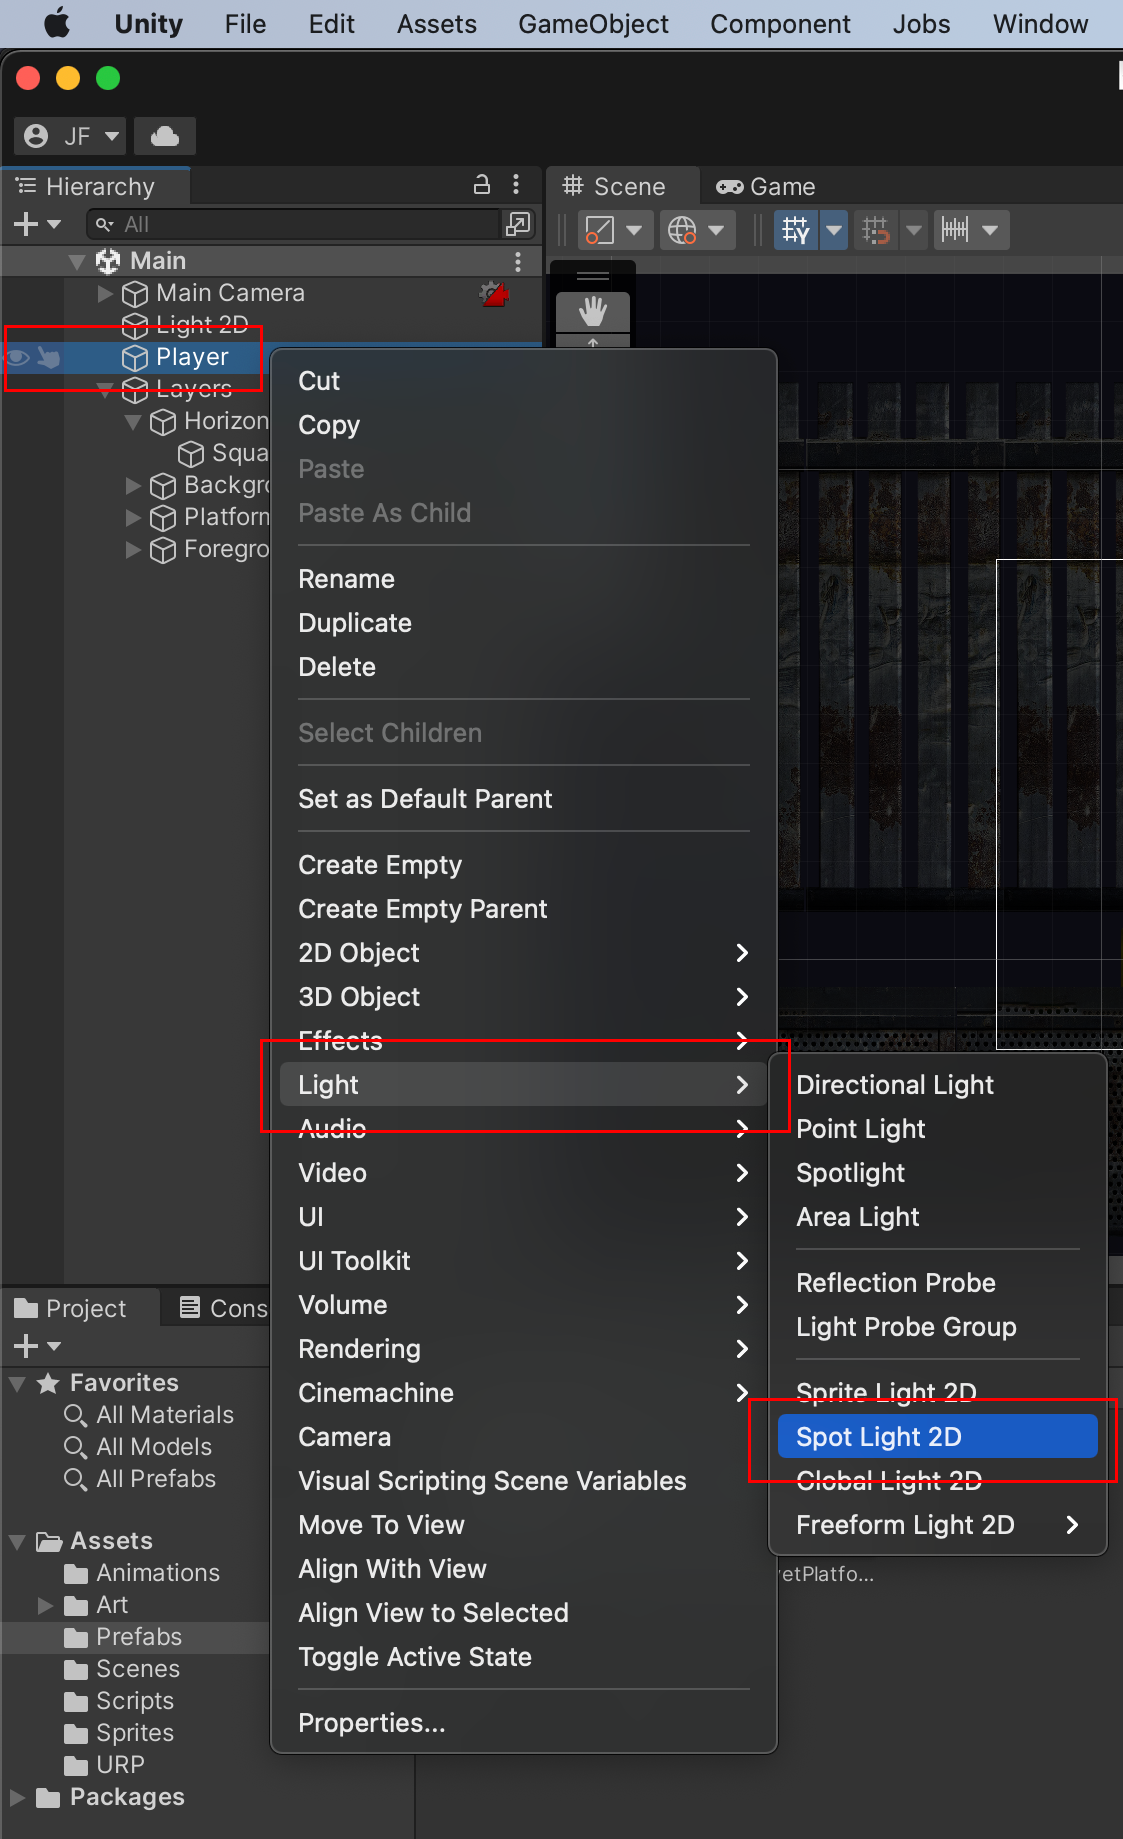 Unity File Edit Assets GameObject Component Jobs Window
JF
Hierarchy
All
Main
Main Camera
Light 2D
Player
Layers
Horizon
Squa
Backgro
Platform
Foregro
Scene Game
Cut
Copy
Paste
Paste As Child
Rename
Duplicate
Delete
Select Children
Set as Default Parent
Create Empty
Create Empty Parent
2D Object
3D Object
Effects
Light
Audio
Video
UI
UI Toolkit
Volume
Rendering
Cinemachine
Camera
Visual Scripting Scene Variables
Move To View
Align With View
Align View to Selected
Toggle Active State
Properties...
Directional Light
Point Light
Spotlight
Area Light
Reflection Probe
Light Probe Group
Sprite Light 2D
Spot Light 2D
Global Light 2D
Freeform Light 2D
Project Cons
Favorites
All Materials
All Models
All Prefabs
Assets
Animations
Art
Prefabs
Scenes
Scripts
Sprites
URP
Packages
etPlatfo...